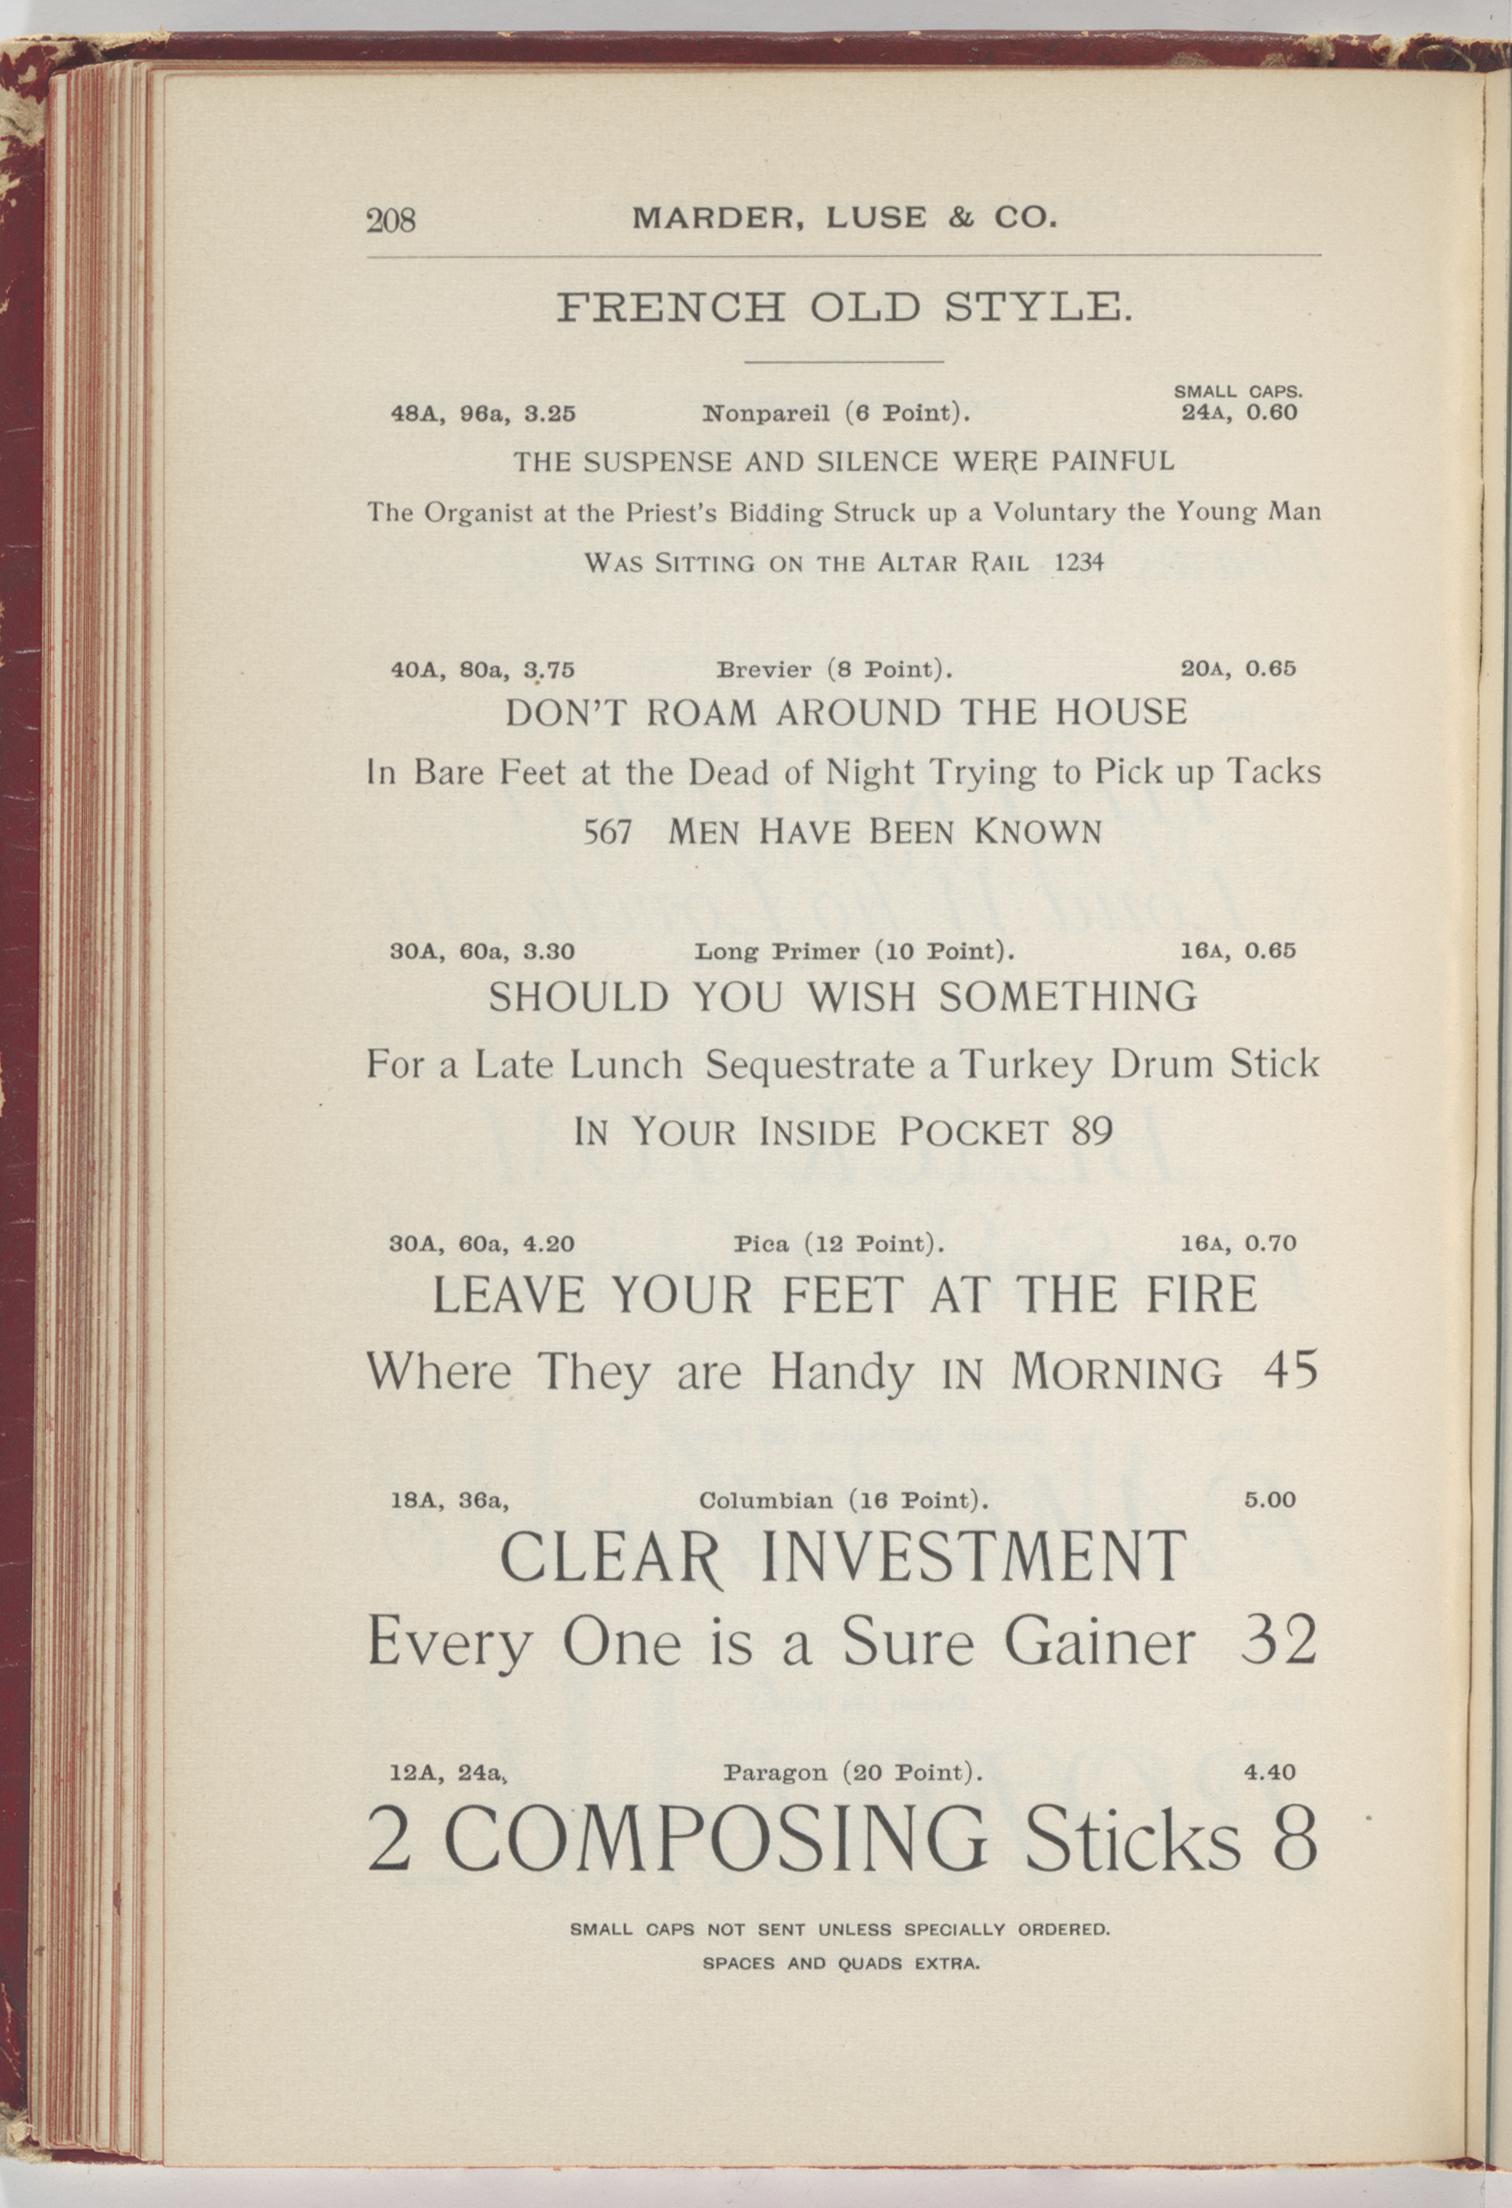 208 MARDER, LUSE & CO.
FRENCH OLD STYLE.
SMALL CAPS.
48A, 96a, 3.25 Nonpareil (6 Point). 24A, 0.60
THE SUSPENSE AND SILENCE WERE PAINFUL
The Organist at the Priest's Bidding Struck up a Voluntary the Young Man
WAS SITTING ON THE ALTAR RAIL 1234
40A, 80a, 3.75 Brevier (8 Point). 20A, 0.65
DON'T ROAM AROUND THE HOUSE
In Bare Feet at the Dead of Night Trying to Pick up Tacks
567 MEN HAVE BEEN KNOWN
30A, 60a, 3.30 Long Primer (10 Point). 16A, 0.65
SHOULD YOU WISH SOMETHING
For a Late Lunch Sequestrate a Turkey Drum Stick
IN YOUR INSIDE POCKET 89
30A, 60a, 4.20 Pica (12 Point). 16A, 0.70
LEAVE YOUR FEET AT THE FIRE
Where They are Handy IN MORNING 45
18A, 36a, Columbian (16 Point). 5.00
CLEAR INVESTMENT
Every One is a Sure Gainer 32
12A, 24a, Paragon (20 Point). 4.40
2 COMPOSING Sticks 8
SMALL CAPS NOT SENT UNLESS SPECIALLY ORDERED.
SPACES AND QUADS EXTRA.